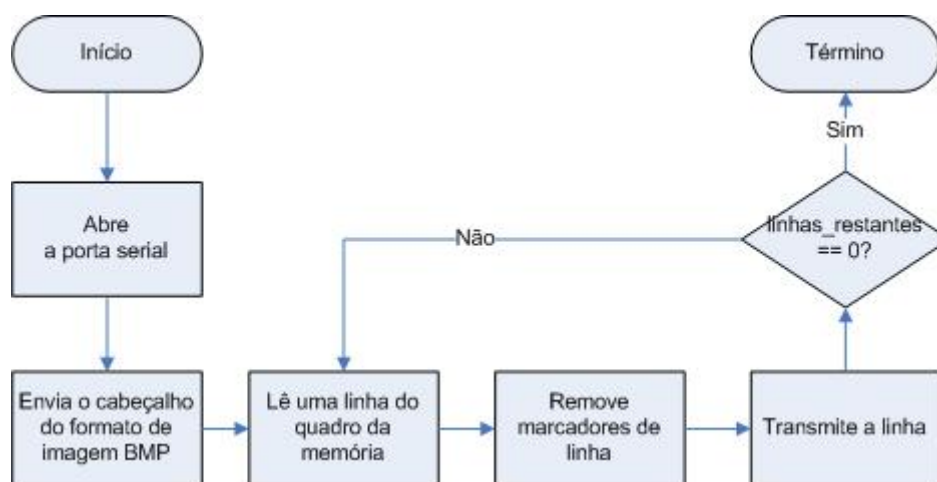 Início
Abre
a porta serial
Envia o cabeçalho
do formato de
imagem BMP
Lê uma linha do
quadro da
memória
Remove
marcadores de
linha
Transmite a linha
linhas_restantes
== 0?
Não
Sim
Término